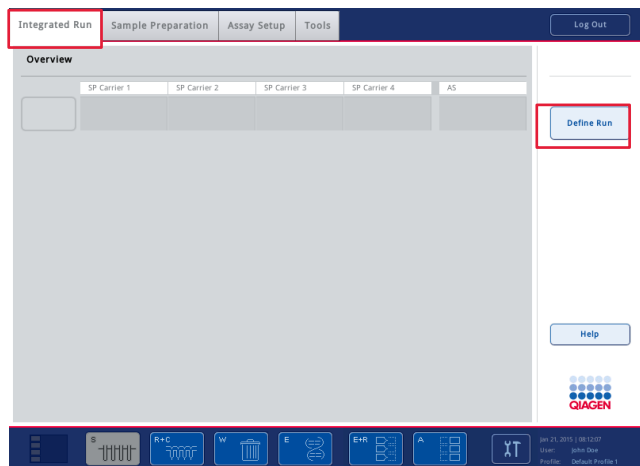 Integrated Run Sample Preparation Assay Setup Tools Log Out
Overview
SP Carrier 1 SP Carrier 2 SP Carrier 3 SP Carrier 4 AS
Define Run
Help
QIAGEN
S R+C W E E+R A
Jan 21, 2015 | 08:12:07
User: John Doe
Profile: Default Profile 1